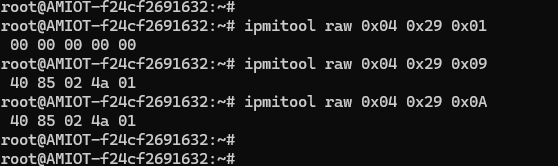 root@AMIOT-f24cf2691632:~#
root@AMIOT-f24cf2691632:~# ipmitool raw 0x04 0x29 0x01
00 00 00 00 00
root@AMIOT-f24cf2691632:~# ipmitool raw 0x04 0x29 0x09
40 85 02 4a 01
root@AMIOT-f24cf2691632:~# ipmitool raw 0x04 0x29 0x0A
40 85 02 4a 01
root@AMIOT-f24cf2691632:~#
root@AMIOT-f24cf2691632:~#